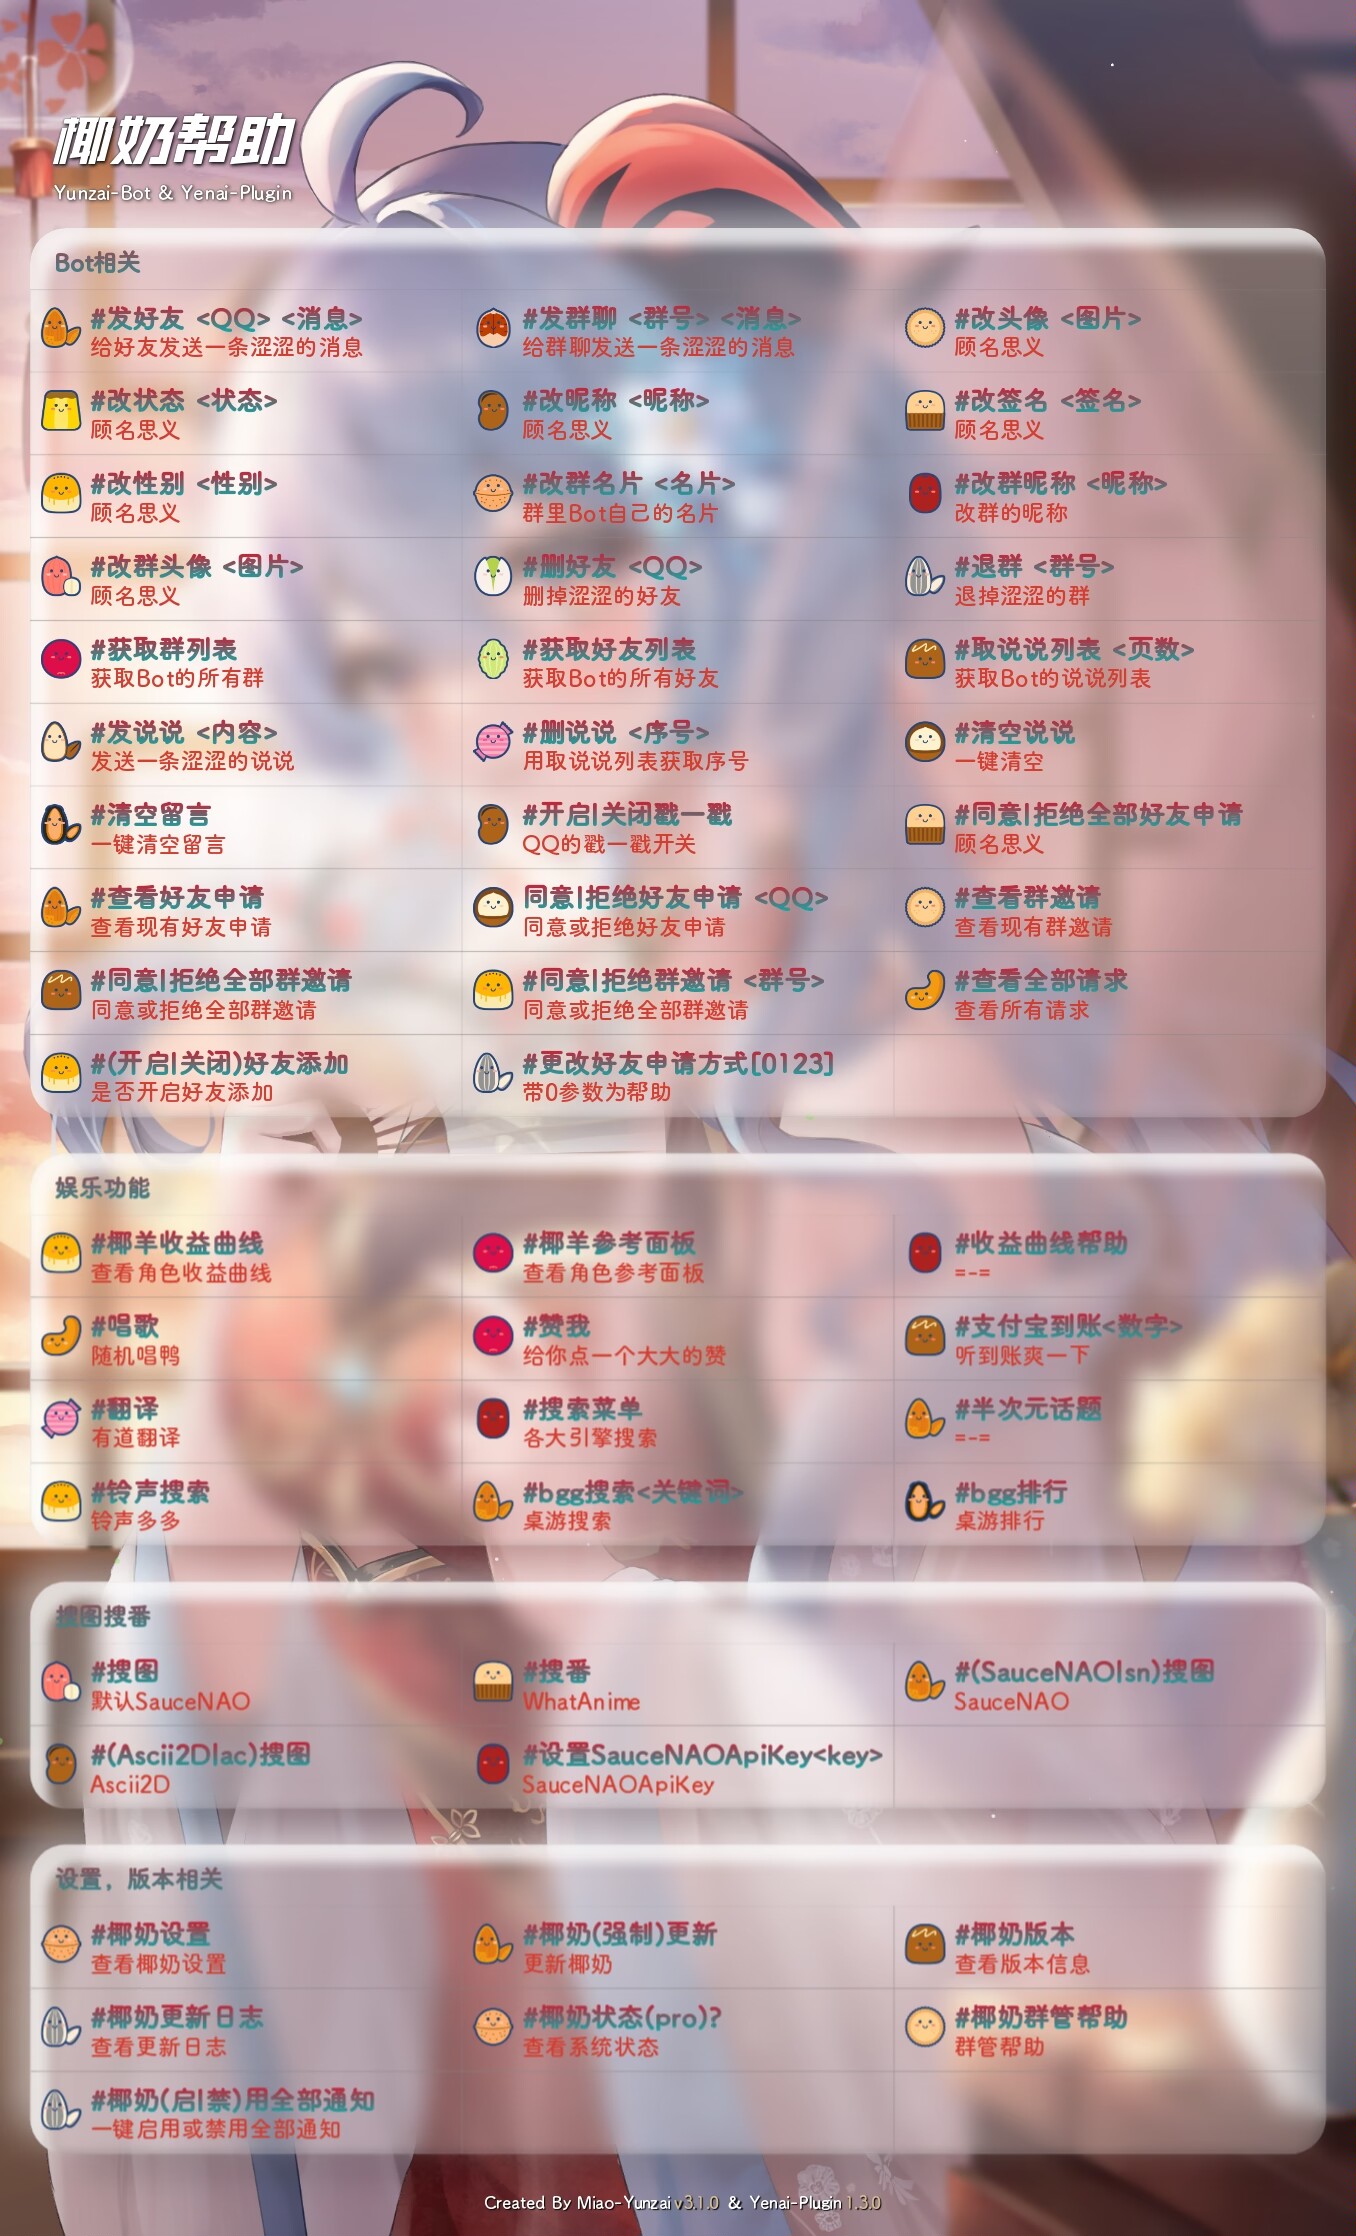 椰奶帮助
Yunzai-Bot & Yenai-Plugin
Bot相关
#发好友 <QQ> <消息>
给好友发送一条涩涩的消息
#发群聊 <群号> <消息>
给群聊发送一条涩涩的消息
#改头像 <图片>
顾名思义
#改状态 <状态>
顾名思义
#改昵称 <昵称>
顾名思义
#改签名 <签名>
顾名思义
#改性别 <性别>
顾名思义
#改群名片 <名片>
群里Bot自己的名片
#改群昵称 <昵称>
改群的昵称
#改群头像 <图片>
顾名思义
#删好友 <QQ>
删掉涩涩的好友
#退群 <群号>
退掉涩涩的群
#获取群列表
获取Bot的所有群
#获取好友列表
获取Bot的所有好友
#取说说列表 <页数>
获取Bot的说说列表
#发说说 <内容>
发送一条涩涩的说说
#删说说 <序号>
用取说说列表获取序号
#清空说说
一键清空
#清空留言
一键清空留言
#开启|关闭戳一戳
QQ的戳一戳开关
#同意|拒绝全部好友申请
顾名思义
#查看好友申请
查看现有好友申请
同意|拒绝好友申请 <QQ>
同意或拒绝好友申请
#查看群邀请
查看现有群邀请
#同意|拒绝全部群邀请
同意或拒绝全部群邀请
#同意|拒绝群邀请 <群号>
同意或拒绝全部群邀请
#查看全部请求
查看所有请求
#(开启|关闭)好友添加
是否开启好友添加
#更改好友申请方式[0123]
带0参数为帮助
娱乐功能
#椰羊收益曲线
查看角色收益曲线
#椰羊参考面板
查看角色参考面板
#收益曲线帮助
=-=
#唱歌
随机唱鸭
#赞我
给你点一个大大的赞
#支付宝到账<数字>
听到账爽一下
#翻译
有道翻译
#搜索菜单
各大引擎搜索
#半次元话题
=-=
#铃声搜索
铃声多多
#bgg搜索<关键词>
桌游搜索
#bgg排行
桌游排行
搜图搜番
#搜图
默认SauceNAO
#搜番
WhatAnime
#(SauceNAO|sn)搜图
SauceNAO
#(Ascii2D|ac)搜图
Ascii2D
#设置SauceNAOApiKey<key>
SauceNAOApiKey
设置，版本相关
#椰奶设置
查看椰奶设置
#椰奶(强制)更新
更新椰奶
#椰奶版本
查看版本信息
#椰奶更新日志
查看更新日志
#椰奶状态(pro)?
查看系统状态
#椰奶群管帮助
群管帮助
#椰奶(启|禁)用全部通知
一键启用或禁用全部通知
Created By Miao-Yunzai v3.1.0 & Yenai-Plugin 1.3.0